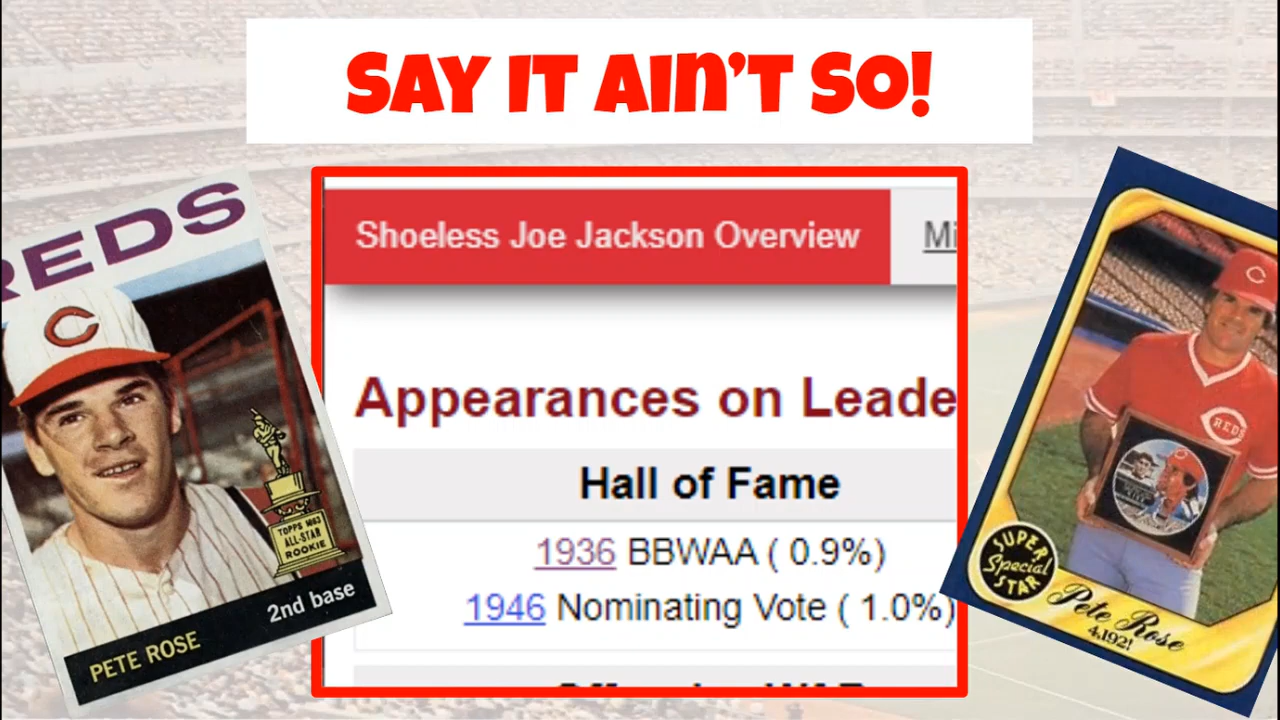 SAY IT AIN'T SO!
REDS
C
TOPPS 1963
ALL-STAR
ROOKIE
2nd base
PETE ROSE
Shoeless Joe Jackson Overview
Mi
Appearances on Leade
Hall of Fame
1936 BBWAA ( 0.9%)
1946 Nominating Vote ( 1.0%)
C
REDS
SUPER
Special
STAR
Pete Rose
4,192!